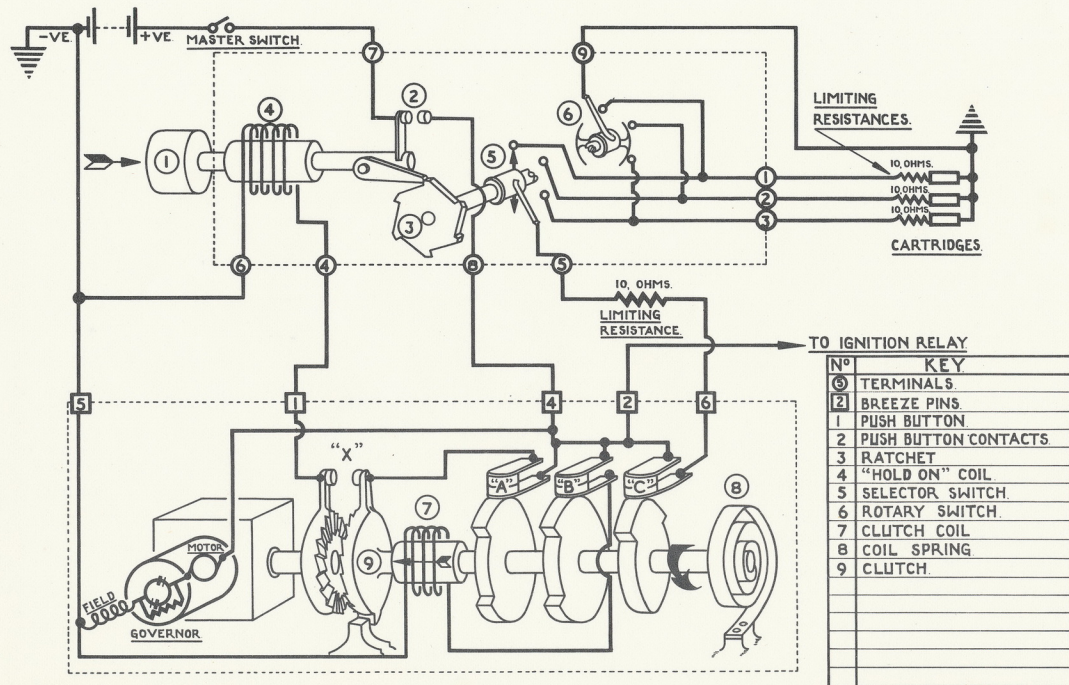 -VE.
+VE.
MASTER SWITCH.
7
9
2
4
6
LIMITING
RESISTANCES.
1
5
10, OHMS.
1
10, OHMS.
2
3
10, OHMS.
3
CARTRIDGES.
6
4
8
5
10, OHMS.
LIMITING
RESISTANCE.
TO IGNITION RELAY
5
1
4
2
6
"X"
"A"
"B"
"C"
7
8
MOTOR
9
FIELD
GOVERNOR
Nº KEY.
5 TERMINALS.
2 BREEZE PINS.
1 PUSH BUTTON.
2 PUSH BUTTON CONTACTS
3 RATCHET
4 "HOLD ON" COIL
5 SELECTOR SWITCH.
6 ROTARY SWITCH.
7 CLUTCH COIL
8 COIL SPRING
9 CLUTCH.